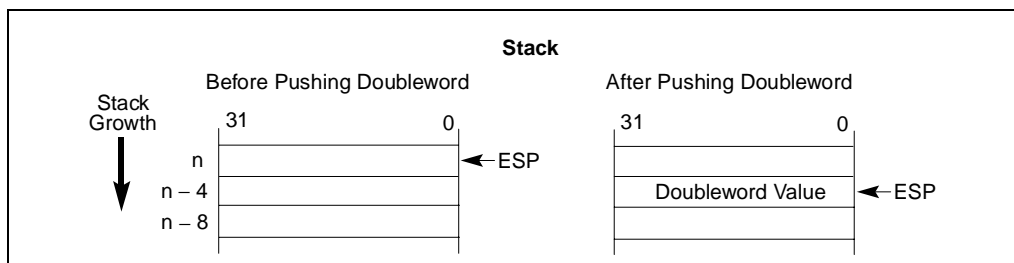 Stack
Before Pushing Doubleword
After Pushing Doubleword
Stack
Growth
31 0
31 0
n
ESP
n – 4
Doubleword Value
ESP
n – 8